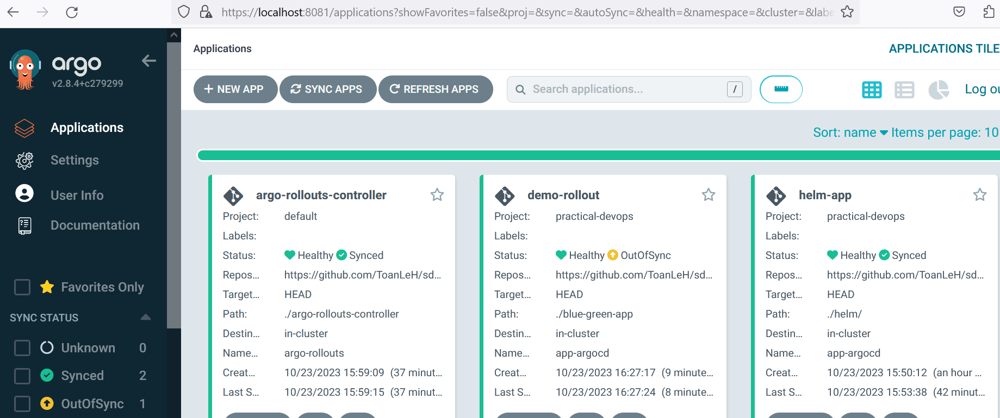 https://localhost:8081/applications?showFavorites=false&proj=&sync=&autoSync=&health=&namespace=&cluster=&labe
argo
v2.8.4+c279299
Applications
Settings
User Info
Documentation
Favorites Only
SYNC STATUS
Unknown 0
Synced 2
OutOfSync 1
Applications
APPLICATIONS TILE
NEW APP
SYNC APPS
REFRESH APPS
Search applications...
/
Log ou
Sort: name
Items per page: 10
argo-rollouts-controller
Project: default
Labels:
Status: Healthy Synced
Repos... https://github.com/ToanLeH/sd...
Target... HEAD
Path: ./argo-rollouts-controller
Destin... in-cluster
Name... argo-rollouts
Creat... 10/23/2023 15:59:09 (37 minut...
Last S... 10/23/2023 15:59:15 (37 minut...
demo-rollout
Project: practical-devops
Labels:
Status: Healthy OutOfSync
Repos... https://github.com/ToanLeH/sd...
Target... HEAD
Path: ./blue-green-app
Destin... in-cluster
Name... app-argocd
Creat... 10/23/2023 16:27:17 (9 minute...
Last S... 10/23/2023 16:27:24 (8 minute...
helm-app
Project: practical-devops
Labels:
Status: Healthy Synced
Repos... https://github.com/ToanLeH/sd...
Target... HEAD
Path: ./helm/
Destin... in-cluster
Name... app-argocd
Creat... 10/23/2023 15:50:12 (an hour ...
Last S... 10/23/2023 15:53:38 (42 minut...